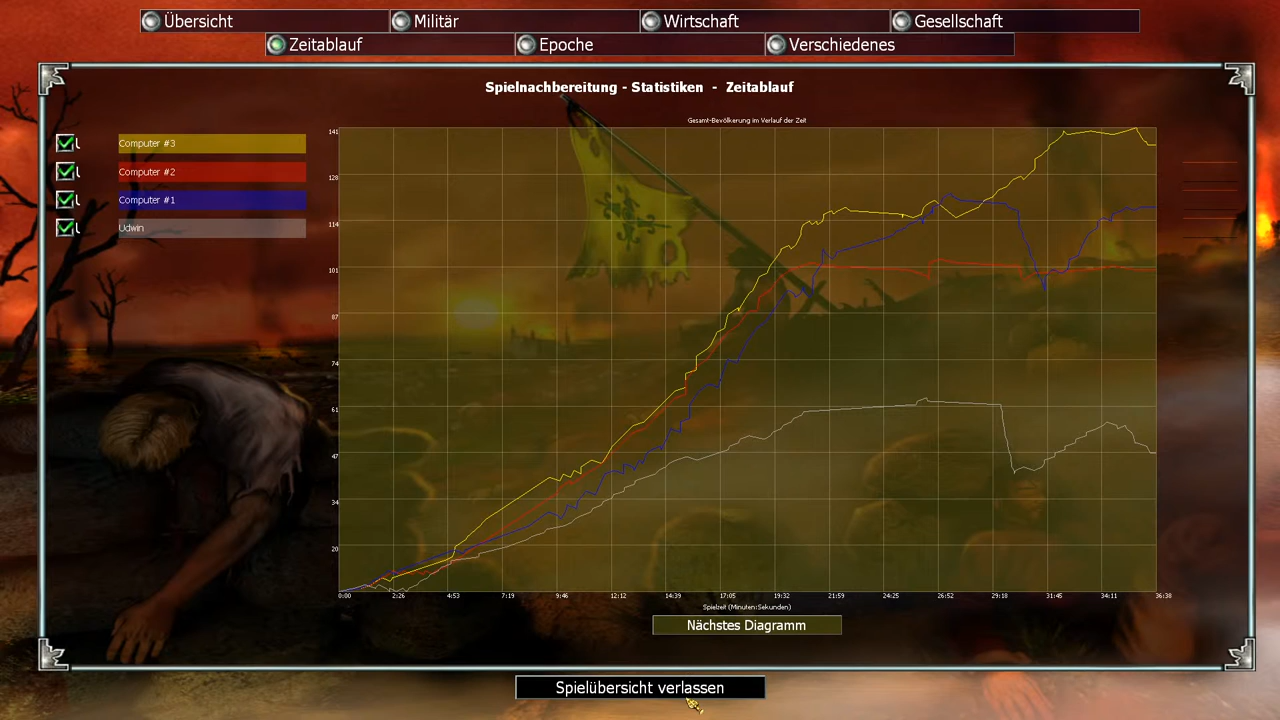 Übersicht
Militär
Wirtschaft
Gesellschaft
Zeitablauf
Epoche
Verschiedenes
Spielnachbereitung - Statistiken - Zeitablauf
Gesamt-Bevölkerung im Verlauf der Zeit
L Computer #3
L Computer #2
L Computer #1
L Udwin
141
128
114
101
87
74
61
47
34
20
0:00 2:26 4:53 7:19 9:46 12:12 14:39 17:05 19:32 21:59 24:25 26:52 29:18 31:45 34:11 36:38
Spielzeit (Minuten:Sekunden)
Nächstes Diagramm
Spielübersicht verlassen